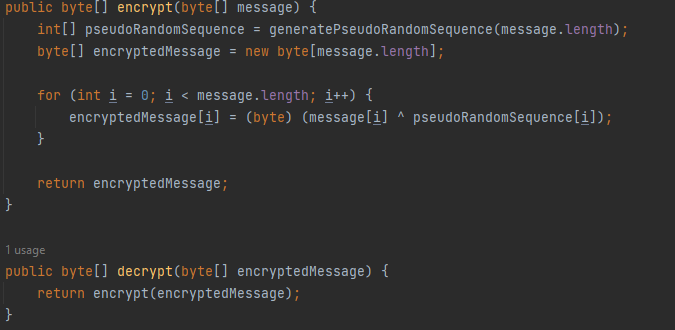 public byte[] encrypt(byte[] message) {
    int[] pseudoRandomSequence = generatePseudoRandomSequence(message.length);
    byte[] encryptedMessage = new byte[message.length];

    for (int i = 0; i < message.length; i++) {
        encryptedMessage[i] = (byte) (message[i] ^ pseudoRandomSequence[i]);
    }

    return encryptedMessage;
}

1 usage
public byte[] decrypt(byte[] encryptedMessage) {
    return encrypt(encryptedMessage);
}